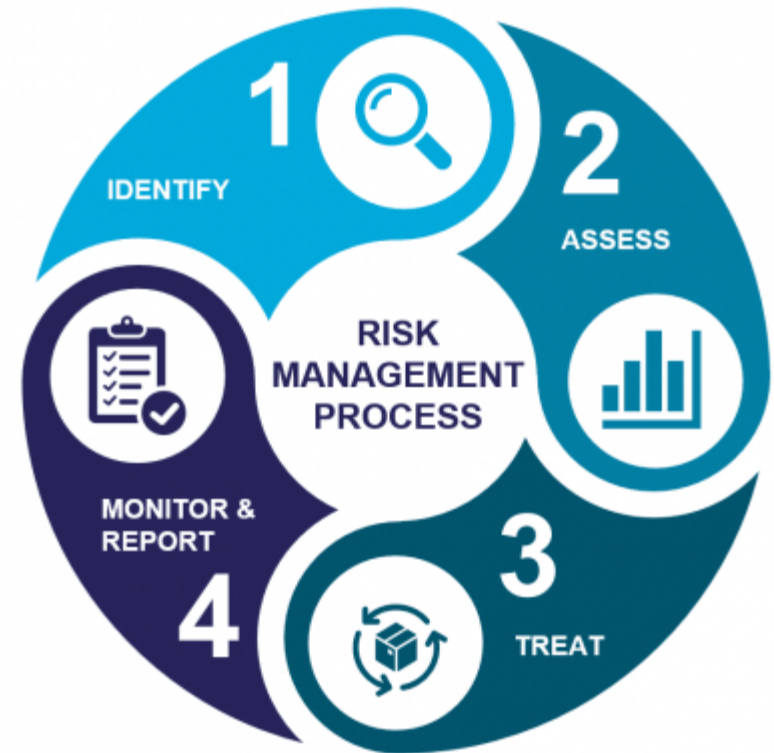 1
IDENTIFY
2
ASSESS
RISK
MANAGEMENT
PROCESS
3
TREAT
MONITOR &
REPORT
4